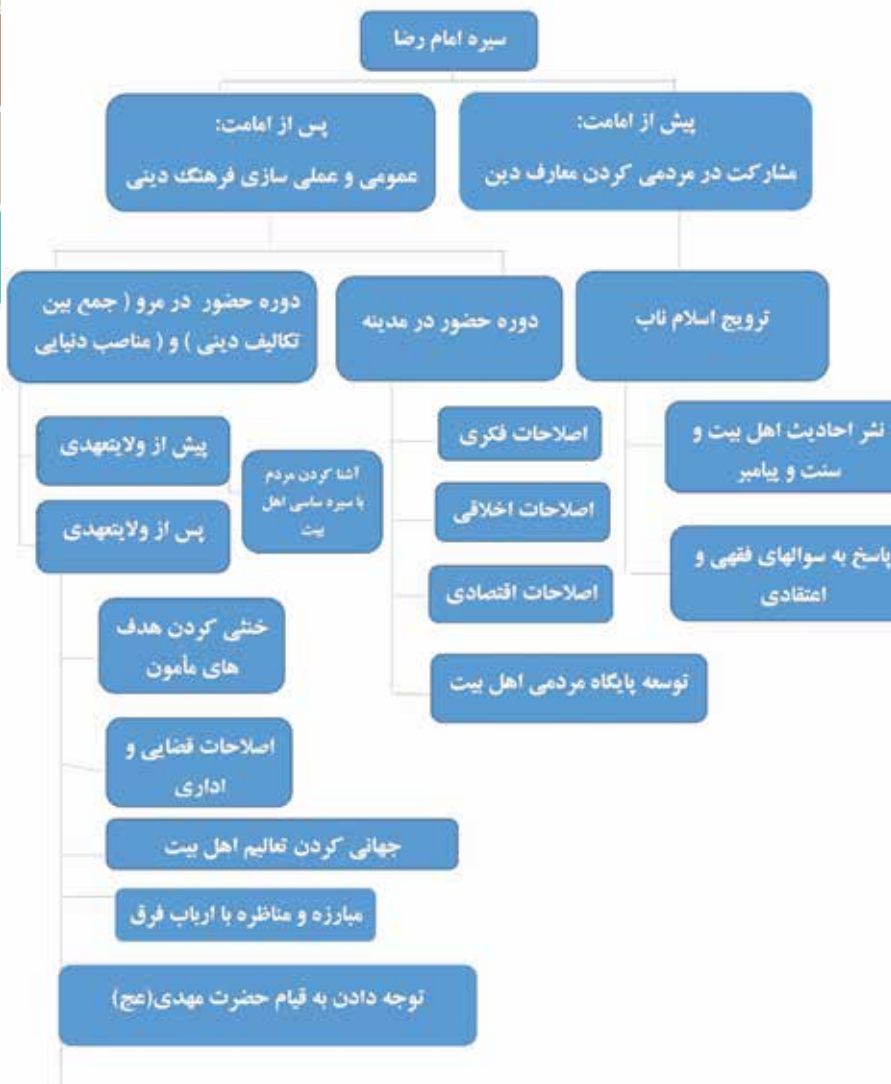 سیره امام رضا
پیش از امامت:
مشارکت در مردمی کردن معارف دین
پس از امامت:
عمومی و عملی سازی فرهنگ دینی
ترویج اسلام ناب
نشر احادیث اهل بیت و
سنت و پیامبر
پاسخ به سوالهای فقهی و
اعتقادی
دوره حضور در مدینه
اصلاحات فکری
اصلاحات اخلاقی
اصلاحات اقتصادی
توسعه پایگاه مردمی اهل بیت
دوره حضور در مرو ( جمع بین
تکالیف دینی ) و ( مناصب دنیایی
پیش از ولایتعهدی
آشنا کردن مردم
با سیره ساسی اهل
بیت
پس از ولایتعهدی
خنثی کردن هدف
های مأمون
اصلاحات قضایی و
اداری
جهانی کردن تعالیم اهل بیت
مبارزه و مناظره با ارباب فرق
توجه دادن به قیام حضرت مهدی(عج)